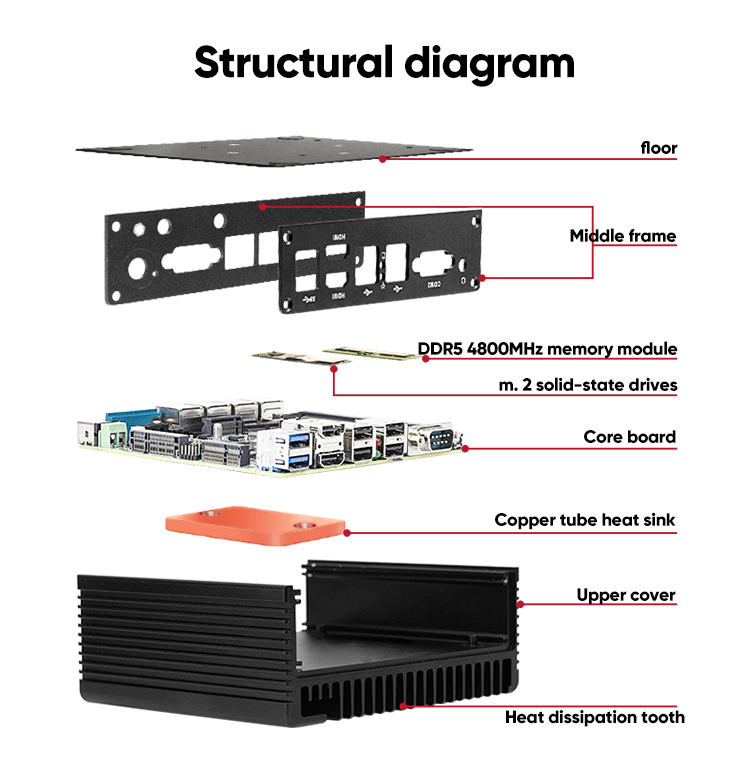 Structural diagram
floor
Middle frame
HDMI
HDMI
COM2
DDR5 4800MHz memory module
m. 2 solid-state drives
Core board
Copper tube heat sink
Upper cover
Heat dissipation tooth